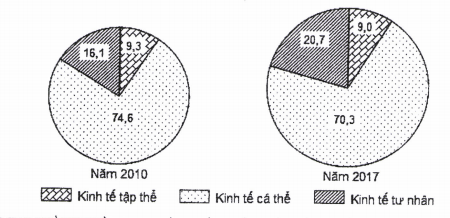 16,1
9,3
74,6
20,7
9,0
70,3
Năm 2010
Năm 2017
Kinh tế tập thể
Kinh tế cá thể
Kinh tế tư nhân